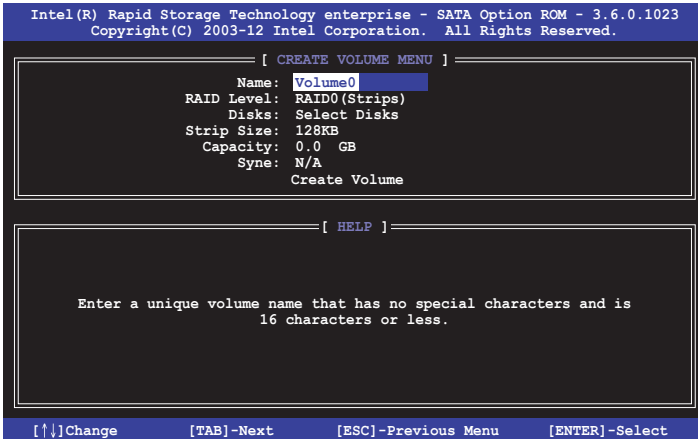 Intel(R) Rapid Storage Technology enterprise - SATA Option ROM - 3.6.0.1023
Copyright(C) 2003-12 Intel Corporation. All Rights Reserved.
[ CREATE VOLUME MENU ]
Name: Volume0
RAID Level: RAID0(Strips)
Disks: Select Disks
Strip Size: 128KB
Capacity: 0.0 GB
Syne: N/A
Create Volume
[ HELP ]
Enter a unique volume name that has no special characters and is
16 characters or less.
[↑↓]Change [TAB]-Next [ESC]-Previous Menu [ENTER]-Select